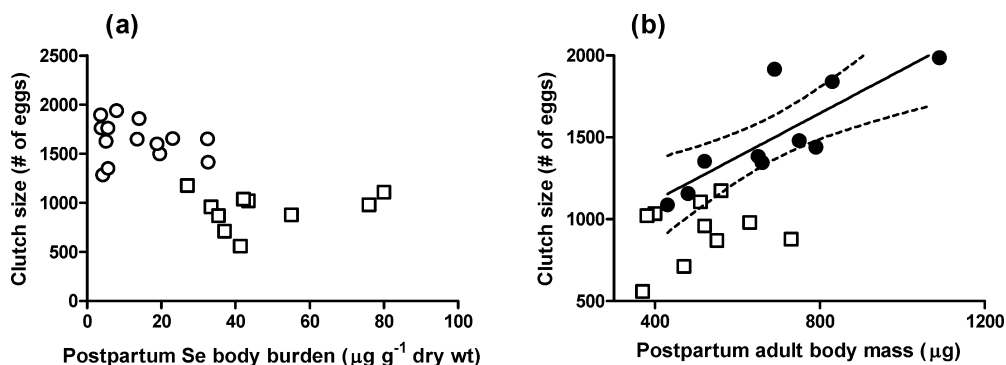 (a)
2500
2000
1500
1000
500
0
Clutch size (# of eggs)
0 20 40 60 80 100
Postpartum Se body burden (µg g⁻¹ dry wt)
(b)
2000
1500
1000
500
Clutch size (# of eggs)
400 800 1200
Postpartum adult body mass (µg)